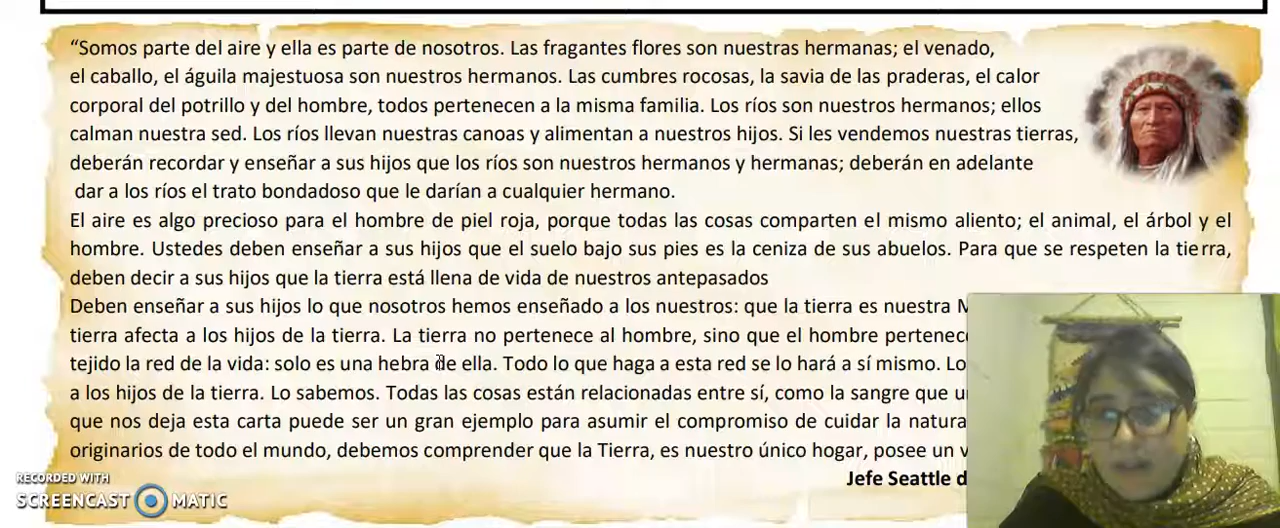 “Somos parte del aire y ella es parte de nosotros. Las fragantes flores son nuestras hermanas; el venado,
el caballo, el águila majestuosa son nuestros hermanos. Las cumbres rocosas, la savia de las praderas, el calor
corporal del potrillo y del hombre, todos pertenecen a la misma familia. Los ríos son nuestros hermanos; ellos
calman nuestra sed. Los ríos llevan nuestras canoas y alimentan a nuestros hijos. Si les vendemos nuestras tierras,
deberán recordar y enseñar a sus hijos que los ríos son nuestros hermanos y hermanas; deberán en adelante
dar a los ríos el trato bondadoso que le darían a cualquier hermano.
El aire es algo precioso para el hombre de piel roja, porque todas las cosas comparten el mismo aliento; el animal, el árbol y el
hombre. Ustedes deben enseñar a sus hijos que el suelo bajo sus pies es la ceniza de sus abuelos. Para que se respeten la tierra,
deben decir a sus hijos que la tierra está llena de vida de nuestros antepasados
Deben enseñar a sus hijos lo que nosotros hemos enseñado a los nuestros: que la tierra es nuestra
tierra afecta a los hijos de la tierra. La tierra no pertenece al hombre, sino que el hombre
tejido la red de la vida: solo es una hebra de ella. Todo lo que haga a esta red se lo hará a sí mismo. Lo
a los hijos de la tierra. Lo sabemos. Todas las cosas están relacionadas entre sí, como la sangre que
que nos deja esta carta puede ser un gran ejemplo para asumir el compromiso de cuidar la
originarios de todo el mundo, debemos comprender que la Tierra, es nuestro único hogar, posee un
Jefe Seattle
RECORDED WITH
SCREENCAST MATIC